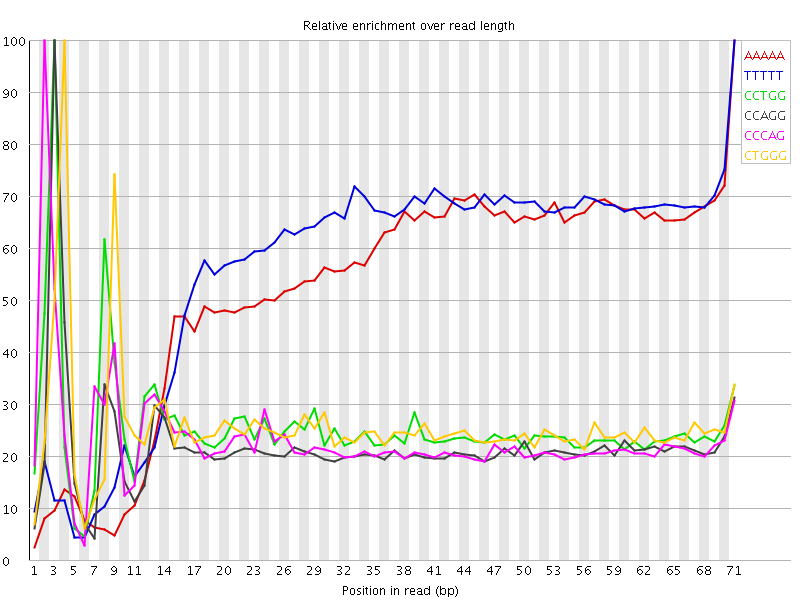 Relative enrichment over read length
100
90
80
70
60
50
40
30
20
10
0
AAAAA
TTTTT
CCTGG
CCAGG
CCCAG
CTGGG
1 3 5 7 9 11 14 17 20 23 26 29 32 35 38 41 44 47 50 53 56 59 62 65 68 71
Position in read (bp)